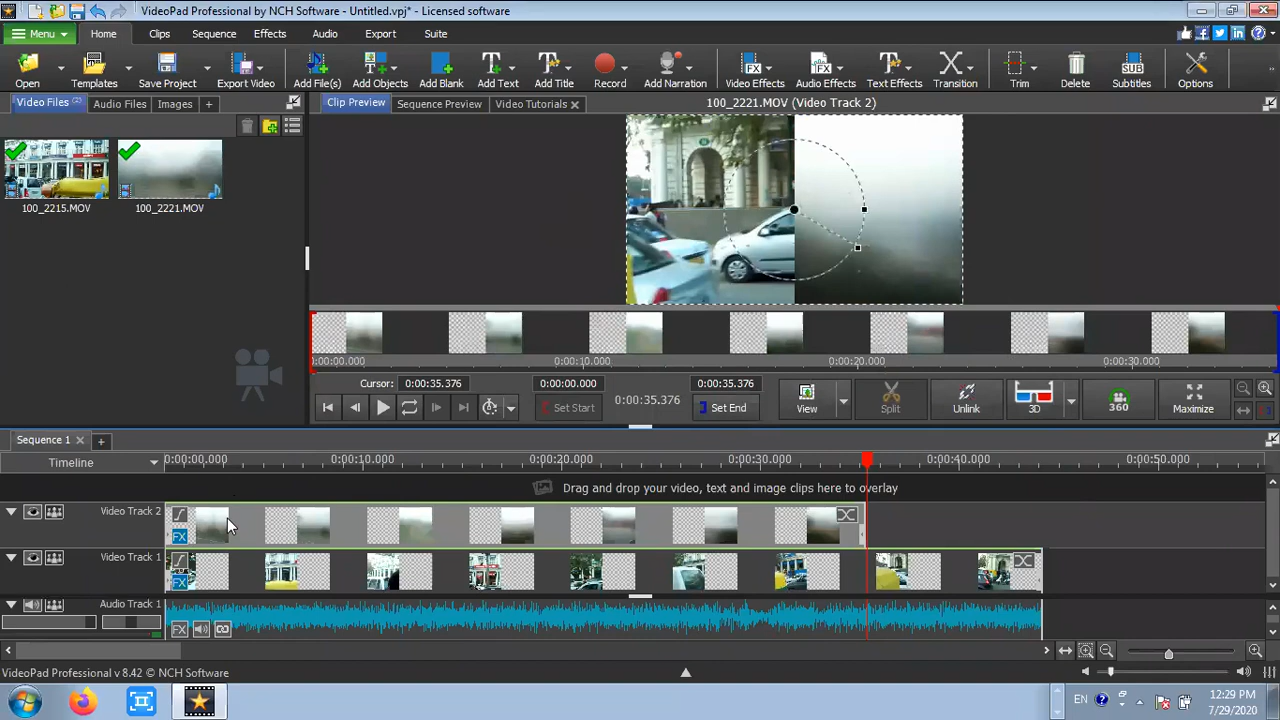 VideoPad Professional by NCH Software - Untitled.vpj* - Licensed software
Menu Home Clips Sequence Effects Audio Export Suite
Open Templates Save Project Export Video Add File(s) Add Objects Add Blank Add Text Add Title Record Add Narration Video Effects Audio Effects Text Effects Transition Trim Delete Subtitles Options
Video Files (2) Audio Files Images +
Clip Preview Sequence Preview Video Tutorials 100_2221.MOV (Video Track 2)
100_2215.MOV 100_2221.MOV
0:00:00.000 0:00:10.000 0:00:20.000 0:00:30.000
Cursor: 0:00:35.376 0:00:00.000 0:00:35.376
Set Start 0:00:35.376 Set End
View Split Unlink 3D 360 Maximize
Sequence 1 +
Timeline 0:00:00.000 0:00:10.000 0:00:20.000 0:00:30.000 0:00:40.000 0:00:50.000
Drag and drop your video, text and image clips here to overlay
Video Track 2
FX
Video Track 1
FX
Audio Track 1
FX
VideoPad Professional v 8.42 © NCH Software
EN 12:29 PM
7/29/2020